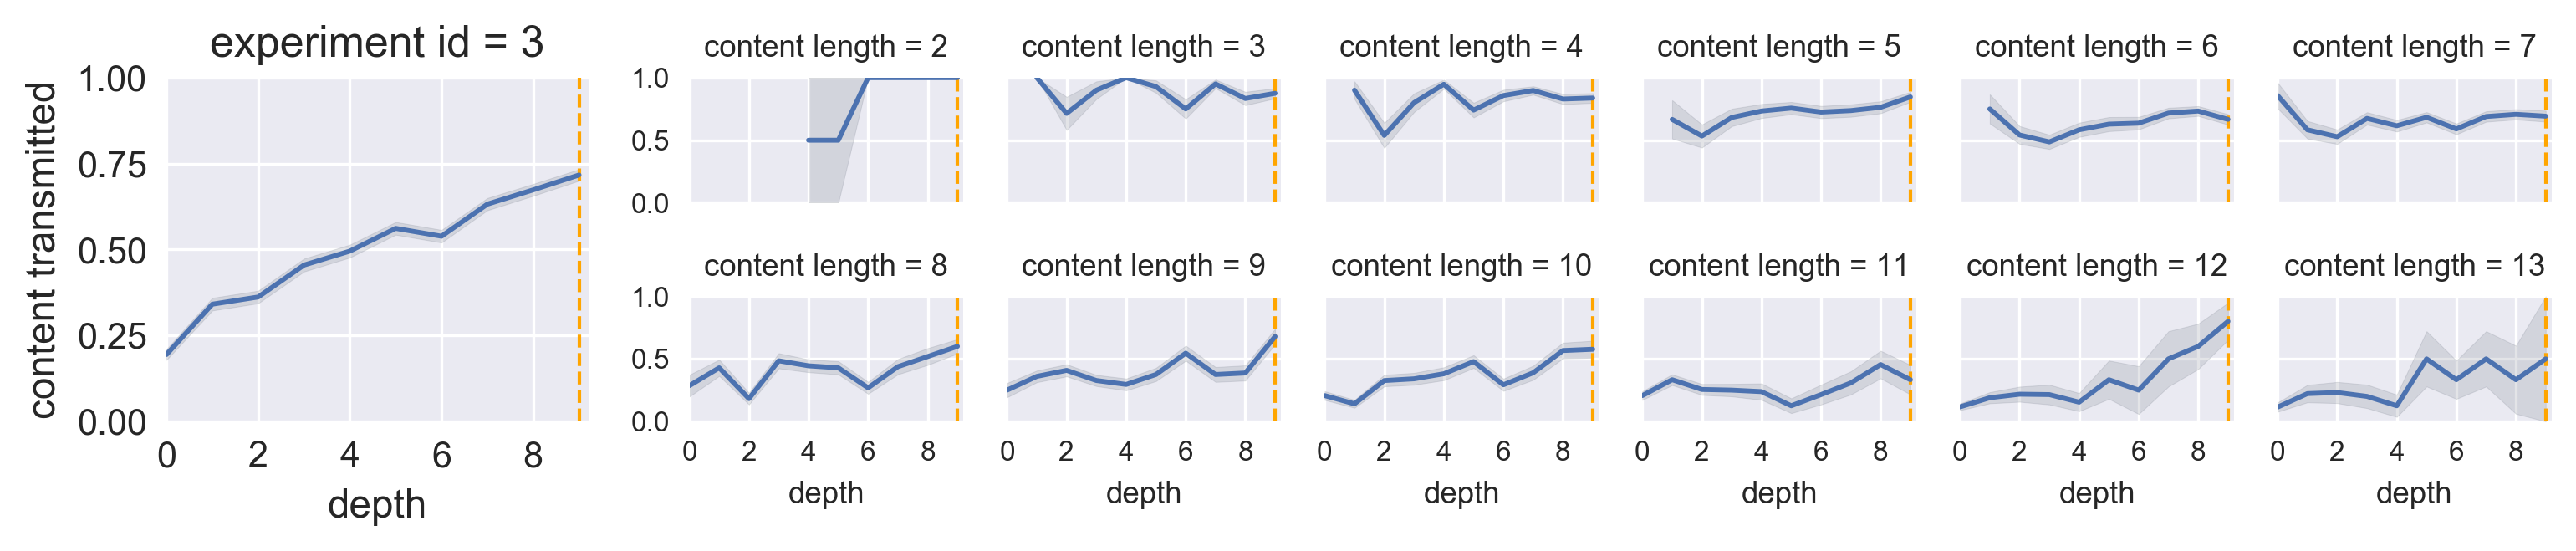 experiment id = 3
content transmitted
1.00
0.75
0.50
0.25
0.00
0 2 4 6 8
depth
content length = 2
content length = 3
content length = 4
content length = 5
content length = 6
content length = 7
1.0
0.5
0.0
content length = 8
content length = 9
content length = 10
content length = 11
content length = 12
content length = 13
1.0
0.5
0.0
0 2 4 6 8
0 2 4 6 8
0 2 4 6 8
0 2 4 6 8
0 2 4 6 8
0 2 4 6 8
depth
depth
depth
depth
depth
depth